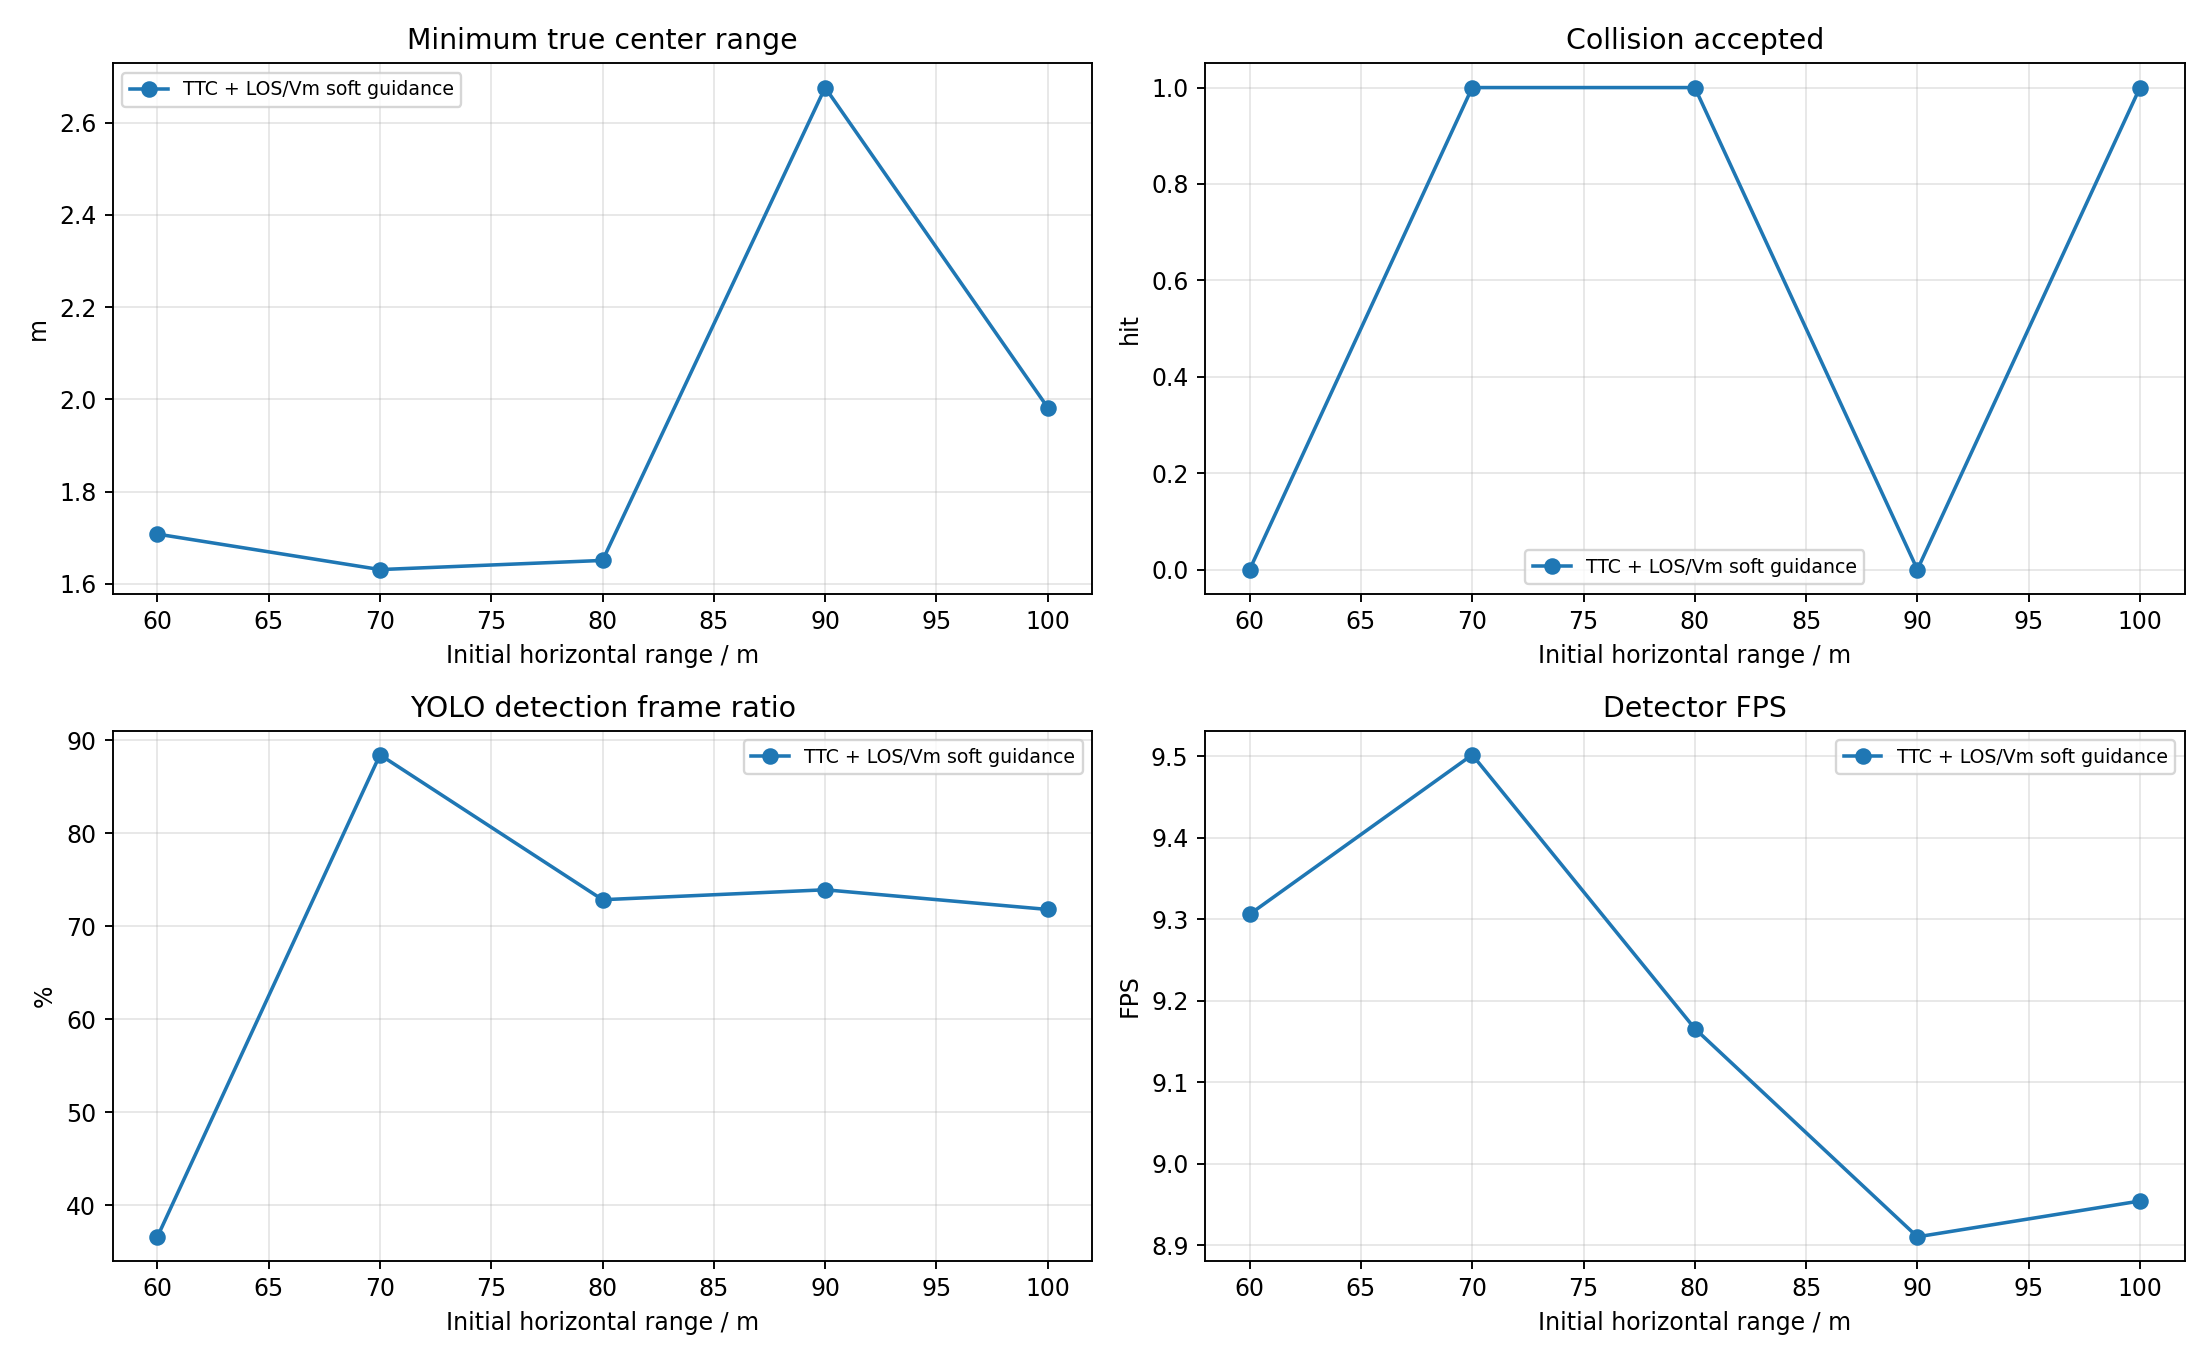 Minimum true center range
TTC + LOS/Vm soft guidance
m
2.6
2.4
2.2
2.0
1.8
1.6
60 65 70 75 80 85 90 95 100
Initial horizontal range / m
Collision accepted
hit
1.0
0.8
0.6
0.4
0.2
0.0
TTC + LOS/Vm soft guidance
60 65 70 75 80 85 90 95 100
Initial horizontal range / m
YOLO detection frame ratio
TTC + LOS/Vm soft guidance
%
90
80
70
60
50
40
60 65 70 75 80 85 90 95 100
Initial horizontal range / m
Detector FPS
TTC + LOS/Vm soft guidance
FPS
9.5
9.4
9.3
9.2
9.1
9.0
8.9
60 65 70 75 80 85 90 95 100
Initial horizontal range / m